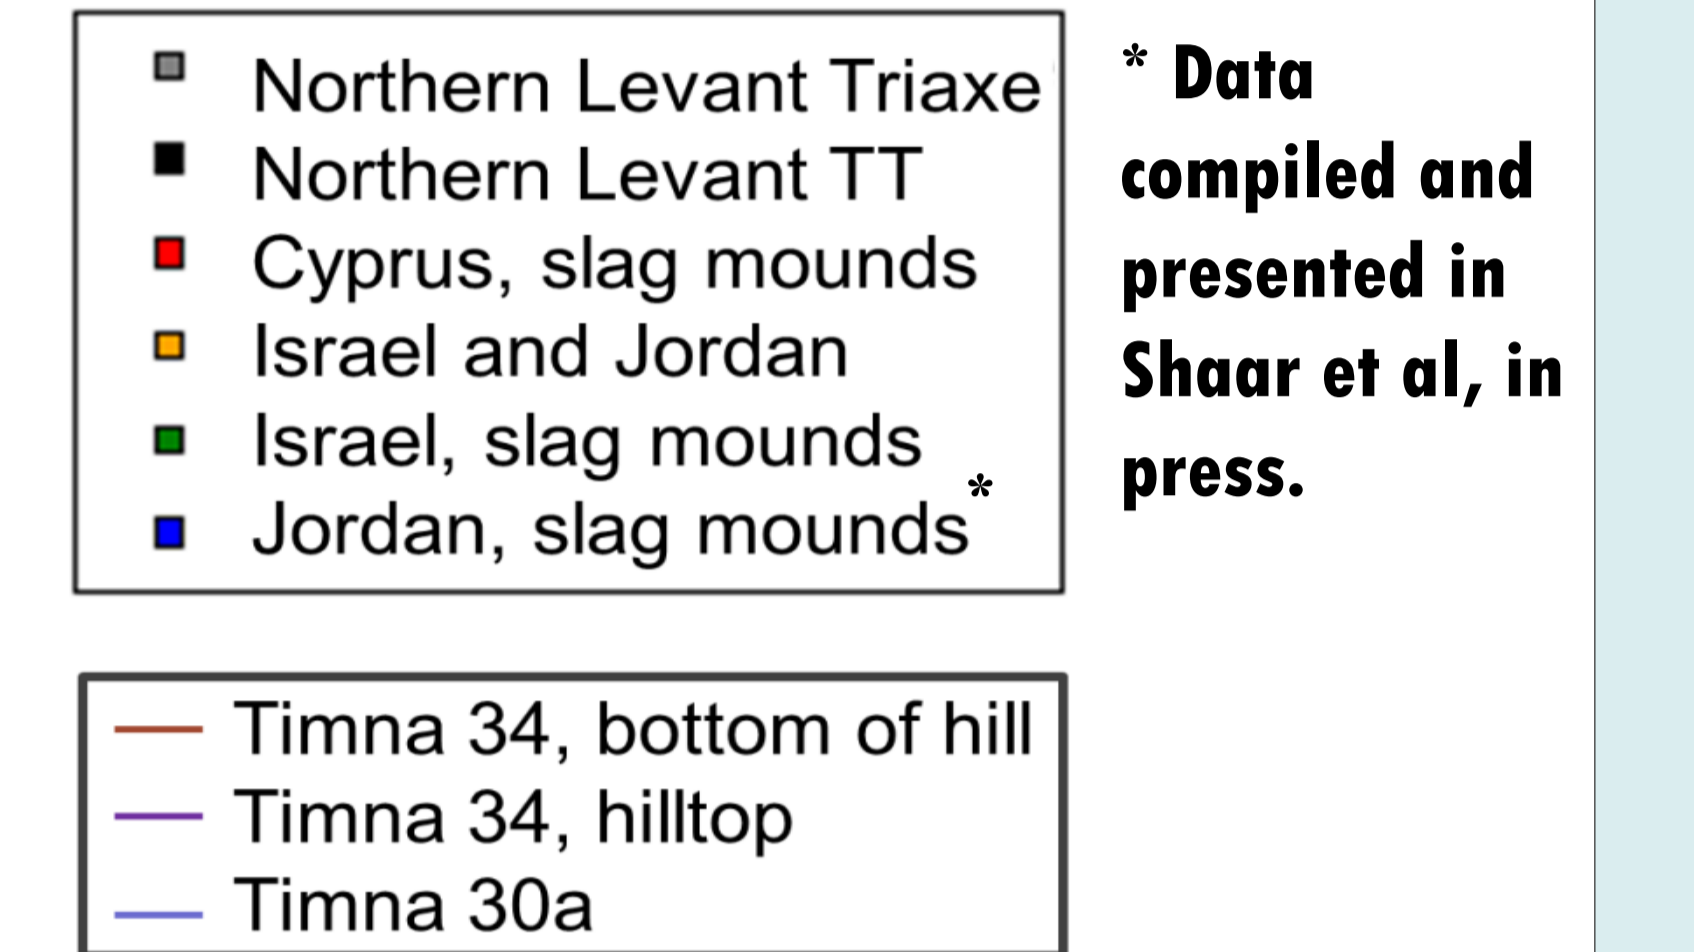 Northern Levant Triaxe
Northern Levant TT
Cyprus, slag mounds
Israel and Jordan
Israel, slag mounds
Jordan, slag mounds*
* Data
compiled and
presented in
Shaar et al, in
press.
Timna 34, bottom of hill
Timna 34, hilltop
Timna 30a